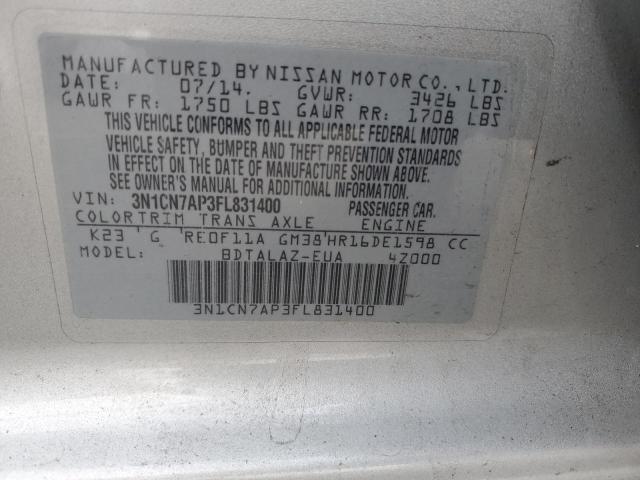 MANUFACTURED BY NISSAN MOTOR CO., LTD.
DATE: 07/14. GVWR: 3426 LBS
GAWR FR: 1750 LBS GAWR RR: 1708 LBS
THIS VEHICLE CONFORMS TO ALL APPLICABLE FEDERAL MOTOR
VEHICLE SAFETY, BUMPER AND THEFT PREVENTION STANDARDS
IN EFFECT ON THE DATE OF MANUFACTURE SHOWN ABOVE.
SEE OWNER'S MANUAL FOR ADDITIONAL INFORMATION.
VIN: 3N1CN7AP3FL831400 PASSENGER CAR.
COLOR TRIM TRANS AXLE ENGINE
K23 G RE0F11A GM38 HR16DE1598 CC
MODEL: BDTALAZ-EUA 4Z000
3N1CN7AP3FL831400